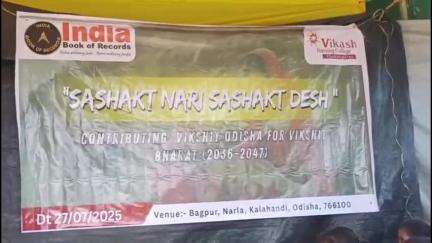 India
Book of Records
Vikash
"SASHAKT NARI SASHAKT DESH"
CONTRIBUTING VIKSHIT ODISHA FOR VIKSHIT
BHARAT (2036-2047)
Dt 27/07/2025
Venue:- Bagpur, Narla, Kalahandi, Odisha, 766100